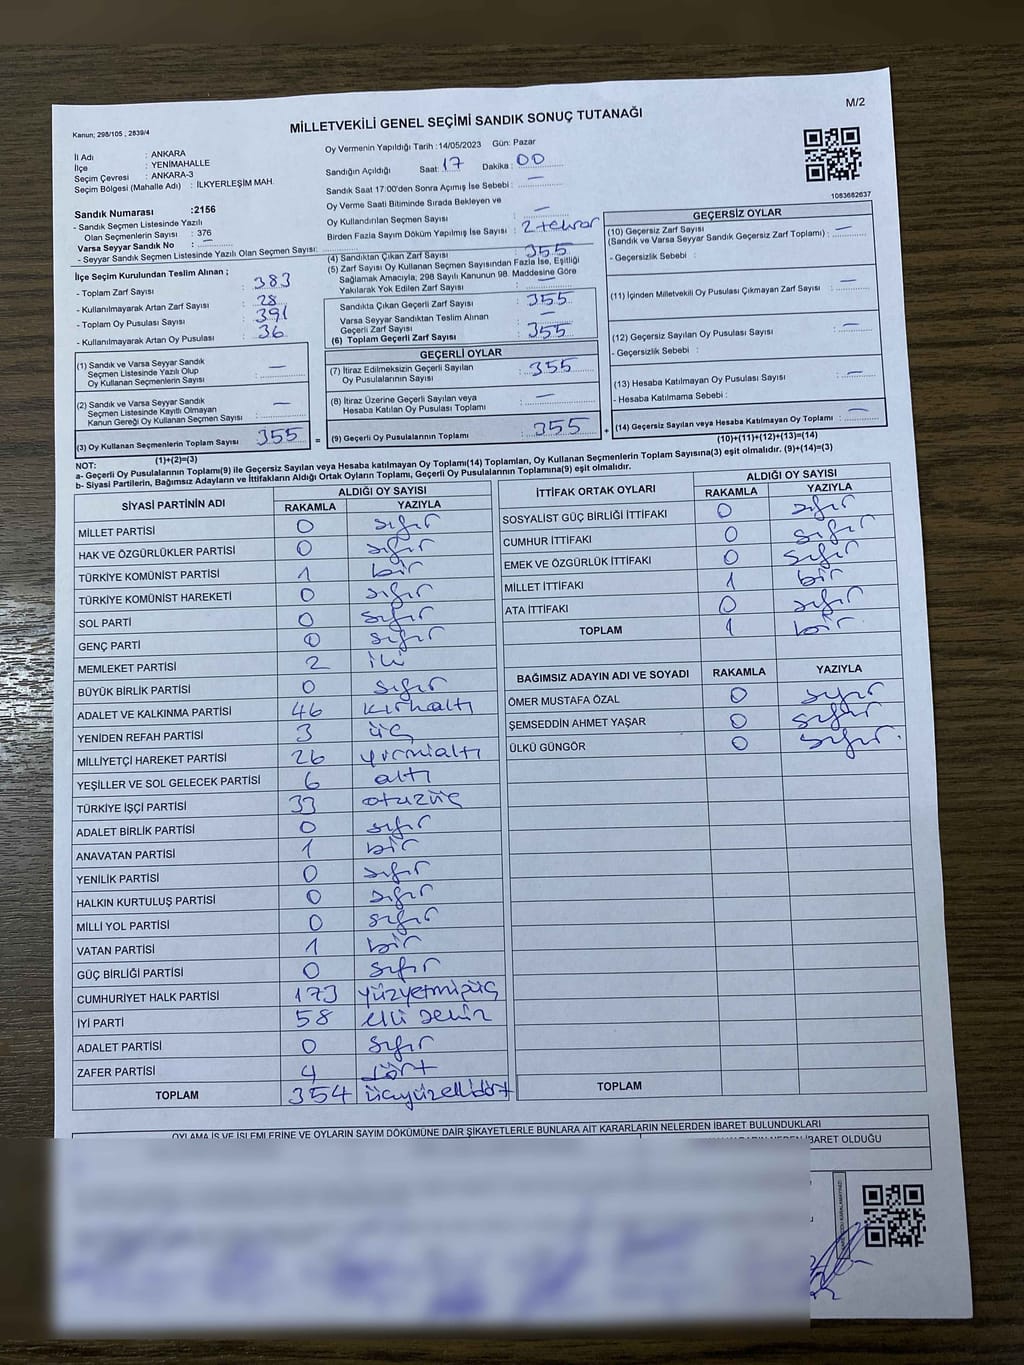 M/2
Kanun; 298/105 , 2839/4
MİLLETVEKİLİ GENEL SEÇİMİ SANDIK SONUÇ TUTANAĞI
İl Adı : ANKARA
İlçe : YENİMAHALLE
Seçim Çevresi : ANKARA-3
Seçim Bölgesi (Mahalle Adı) : İLKYERLEŞİM MAH.
Sandık Numarası :2156
- Sandık Seçmen Listesinde Yazılı
Olan Seçmenlerin Sayısı : 376
Varsa Seyyar Sandık No : —
- Seyyar Sandık Seçmen Listesinde Yazılı Olan Seçmen Sayısı:
İlçe Seçim Kurulundan Teslim Alınan ;
- Toplam Zarf Sayısı : 383
- Kullanılmayarak Artan Zarf Sayısı : 28
- Toplam Oy Pusulası Sayısı : 391
- Kullanılmayarak Artan Oy Pusulası : 36
(1) Sandık ve Varsa Seyyar Sandık
Seçmen Listesinde Yazılı Olup
Oy Kullanan Seçmenlerin Sayısı : —
(2) Sandık ve Varsa Seyyar Sandık
Seçmen Listesinde Kayıtlı Olmayan
Kanun Gereği Oy Kullanan Seçmen Sayısı : —
(3) Oy Kullanan Seçmenlerin Toplam Sayısı : 355
(1)+(2)=(3)
Oy Vermenin Yapıldığı Tarih :14/05/2023 Gün: Pazar
Sandığın Açıldığı Saat: 17 Dakika : 00
Sandık Saat 17:00'den Sonra Açımış İse Sebebi : —
Oy Verme Saati Bitiminde Sırada Bekleyen ve
Oy Kullandırılan Seçmen Sayısı : —
Birden Fazla Sayım Döküm Yapılmış İse Sayısı : 2 tekrar
(4) Sandıktan Çıkan Zarf Sayısı : 355
(5) Zarf Sayısı Oy Kullanan Seçmen Sayısından Fazla İse, Eşitliği
Sağlamak Amacıyla; 298 Sayılı Kanunun 98. Maddesine Göre
Yakılarak Yok Edilen Zarf Sayısı : —
Sandıkta Çıkan Geçerli Zarf Sayısı : 355
Varsa Seyyar Sandıktan Teslim Alınan
Geçerli Zarf Sayısı : —
(6) Toplam Geçerli Zarf Sayısı : 355
GEÇERLİ OYLAR
(7) İtiraz Edilmeksizin Geçerli Sayılan
Oy Pusulalarının Sayısı : 355
(8) İtiraz Üzerine Geçerli Sayılan veya
Hesaba Katılan Oy Pusulası Toplamı : —
= (9) Geçerli Oy Pusulalarının Toplamı : 355 +
1083682637
GEÇERSİZ OYLAR
(10) Geçersiz Zarf Sayısı : —
(Sandık ve Varsa Seyyar Sandık Geçersiz Zarf Toplamı)
- Geçersizlik Sebebi :
(11) İçinden Milletvekili Oy Pusulası Çıkmayan Zarf Sayısı : —
(12) Geçersiz Sayılan Oy Pusulası Sayısı : —
- Geçersizlik Sebebi :
(13) Hesaba Katılmayan Oy Pusulası Sayısı : —
- Hesaba Katılmama Sebebi :
(14) Geçersiz Sayılan veya Hesaba Katılmayan Oy Toplamı : —
(10)+(11)+(12)+(13)=(14)
NOT:
a- Geçerli Oy Pusulalarının Toplamı(9) ile Geçersiz Sayılan veya Hesaba katılmayan Oy Toplamı(14) Toplamları, Oy Kullanan Seçmenlerin Toplam Sayısına(3) eşit olmalıdır. (9)+(14)=(3)
b- Siyasi Partilerin, Bağımsız Adayların ve İttifakların Aldığı Ortak Oyların Toplamı, Geçerli Oy Pusulalarının Toplamına(9) eşit olmalıdır.
SİYASİ PARTİNİN ADI ALDIĞI OY SAYISI
RAKAMLA YAZIYLA
MİLLET PARTİSİ 0 sıfır
HAK VE ÖZGÜRLÜKLER PARTİSİ 0 sıfır
TÜRKİYE KOMÜNİST PARTİSİ 1 bir
TÜRKİYE KOMÜNİST HAREKETİ 0 sıfır
SOL PARTİ 0 sıfır
GENÇ PARTİ 0 sıfır
MEMLEKET PARTİSİ 2 iki
BÜYÜK BİRLİK PARTİSİ 0 sıfır
ADALET VE KALKINMA PARTİSİ 46 kırkaltı
YENİDEN REFAH PARTİSİ 3 üç
MİLLİYETÇİ HAREKET PARTİSİ 26 yirmialtı
YEŞİLLER VE SOL GELECEK PARTİSİ 6 altı
TÜRKİYE İŞÇİ PARTİSİ 33 otuzüç
ADALET BİRLİK PARTİSİ 0 sıfır
ANAVATAN PARTİSİ 1 bir
YENİLİK PARTİSİ 0 sıfır
HALKIN KURTULUŞ PARTİSİ 0 sıfır
MİLLİ YOL PARTİSİ 0 sıfır
VATAN PARTİSİ 1 bir
GÜÇ BİRLİĞİ PARTİSİ 0 sıfır
CUMHURİYET HALK PARTİSİ 173 yüzyetmişüç
İYİ PARTİ 58 elli sekiz
ADALET PARTİSİ 0 sıfır
ZAFER PARTİSİ 4 dört
TOPLAM 354 üçyüzellidört
İTTİFAK ORTAK OYLARI ALDIĞI OY SAYISI
RAKAMLA YAZIYLA
SOSYALİST GÜÇ BİRLİĞİ İTTİFAKI 0 sıfır
CUMHUR İTTİFAKI 0 sıfır
EMEK VE ÖZGÜRLÜK İTTİFAKI 0 sıfır
MİLLET İTTİFAKI 1 bir
ATA İTTİFAKI 0 sıfır
TOPLAM 1 bir
BAĞIMSIZ ADAYIN ADI VE SOYADI RAKAMLA YAZIYLA
ÖMER MUSTAFA ÖZAL 0 sıfır
ŞEMSEDDİN AHMET YAŞAR 0 sıfır
ÜLKÜ GÜNGÖR 0 sıfır.
TOPLAM
OYLAMA İŞ VE İŞLEMLERİNE VE OYLARIN SAYIM DÖKÜMÜNE DAİR ŞİKAYETLERLE BUNLARA AİT KARARLARIN NELERDEN İBARET BULUNDUKLARI
İBARET OLDUĞU